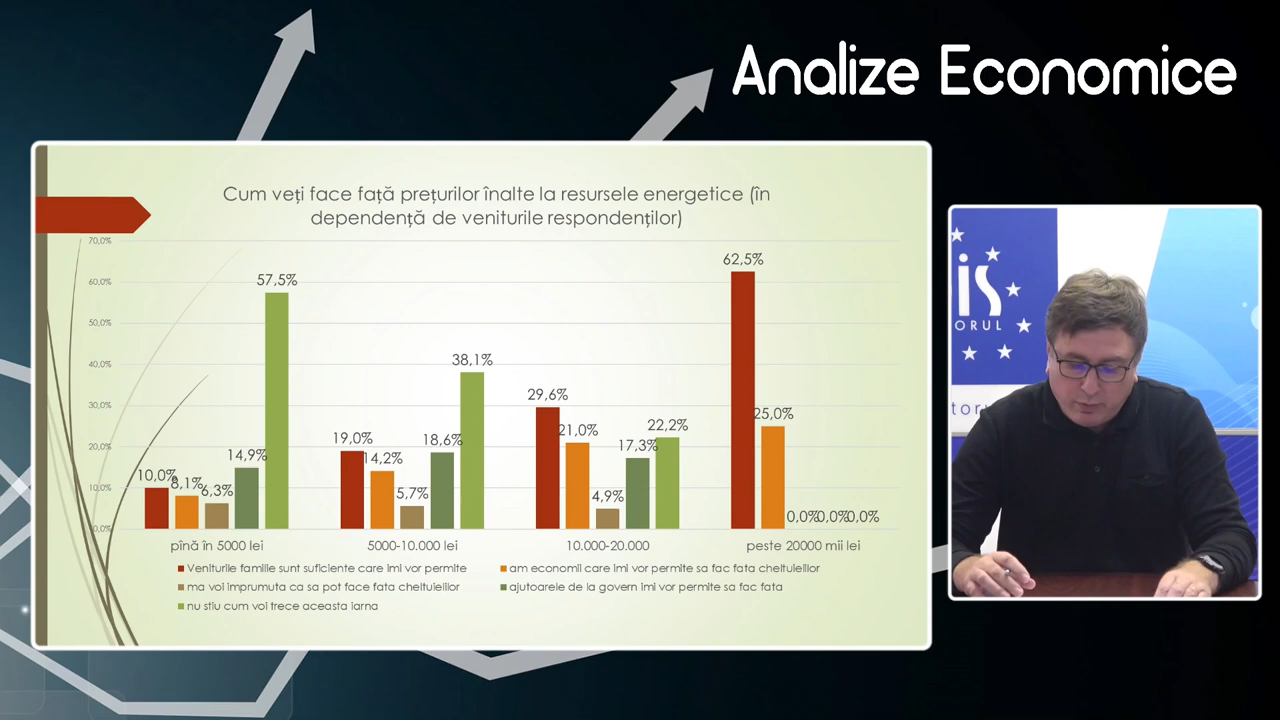 Analize Economice
Cum veți face față prețurilor înalte la resursele energetice (în
dependență de veniturile respondenților)
70,0%
60,0%
50,0%
40,0%
30,0%
20,0%
10,0%
0,0%
10,0%
8,1%
6,3%
14,9%
57,5%
19,0%
14,2%
5,7%
18,6%
38,1%
29,6%
21,0%
4,9%
17,3%
22,2%
62,5%
25,0%
0,0%
0,0%
0,0%
pînă în 5000 lei
5000-10.000 lei
10.000-20.000
peste 20000 mii lei
Veniturile familie sunt suficiente care imi vor permite
am economii care imi vor permite sa fac fata cheltuielilor
ma voi imprumuta ca sa pot face fata cheltuielilor
ajutoarele de la govern imi vor permite sa fac fata
nu stiu cum voi trece aceasta iarna
is
TORUL